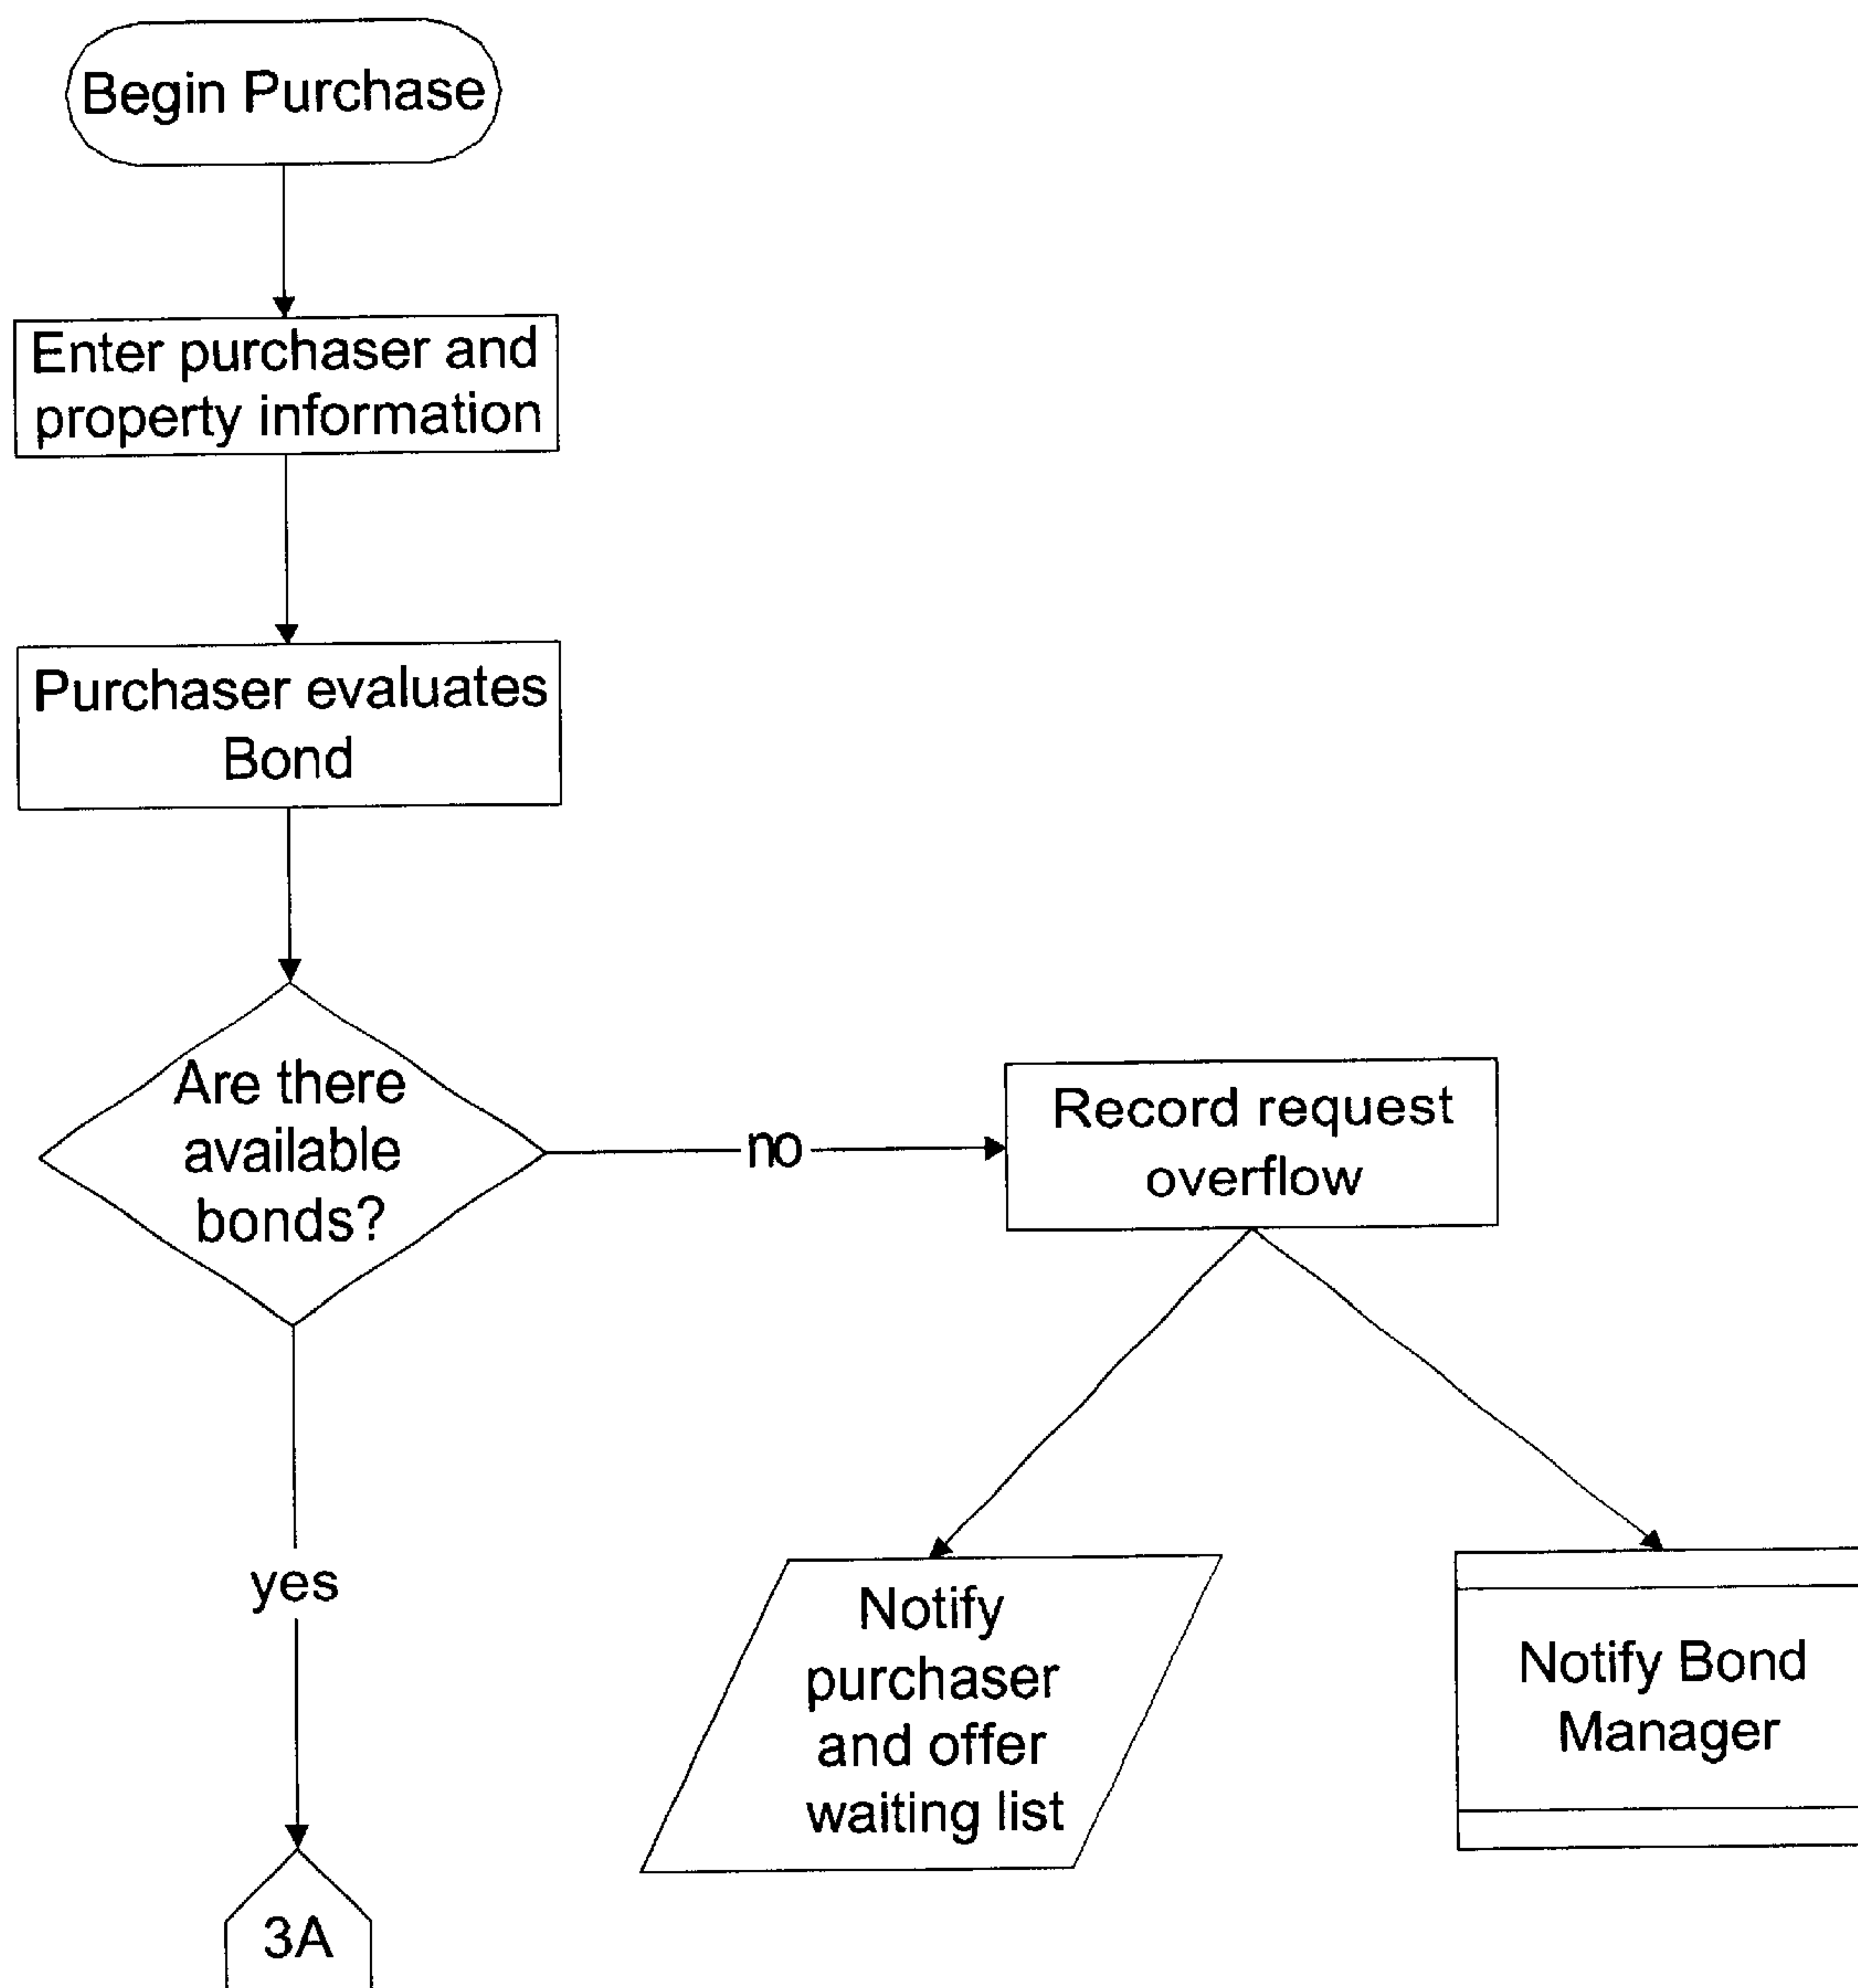 Begin Purchase
Enter purchaser and
property information
Purchaser evaluates
Bond
Are there
available
bonds?
no
Record request
overflow
yes
Notify
purchaser
and offer
waiting list
Notify Bond
Manager
3A